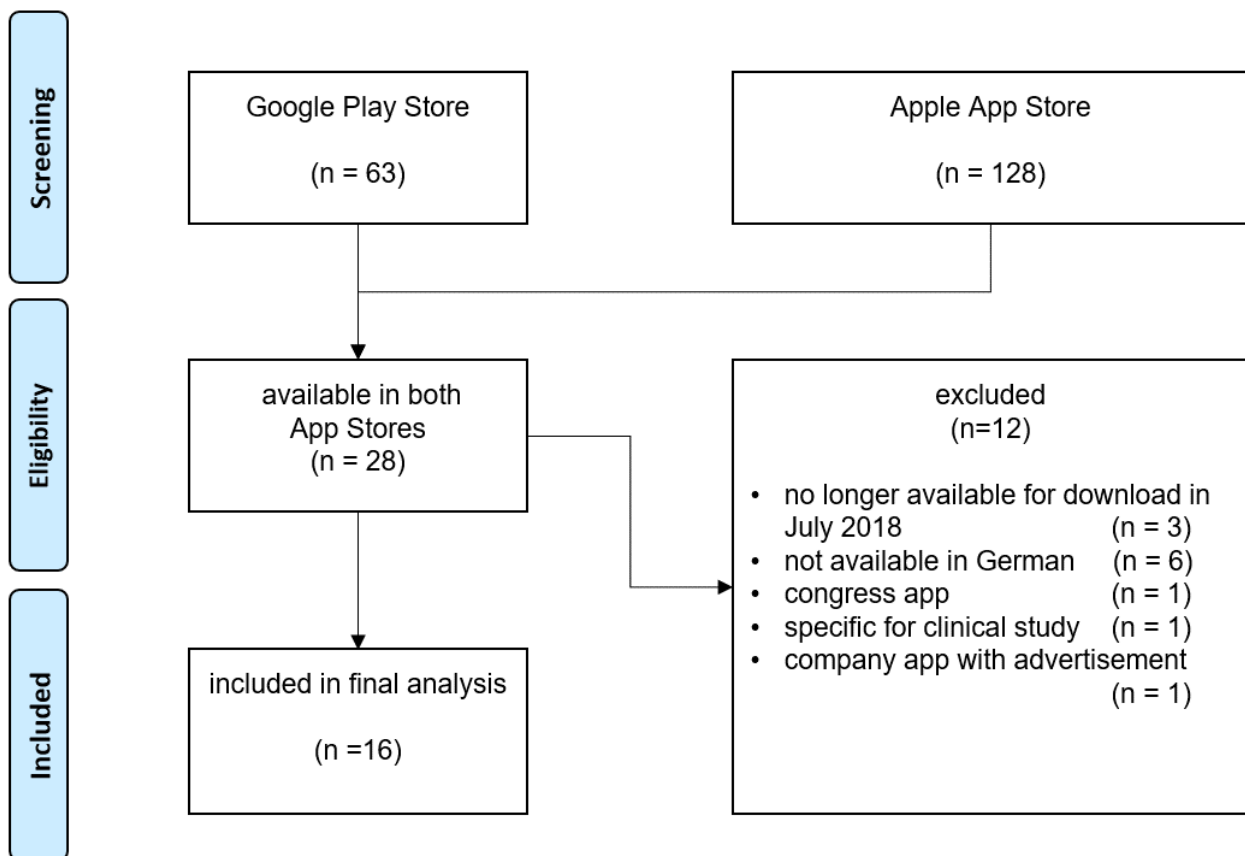 Screening
Google Play Store
(n = 63)
Apple App Store
(n = 128)
Eligibility
available in both
App Stores
(n = 28)
excluded
(n=12)
• no longer available for download in
July 2018 (n = 3)
• not available in German (n = 6)
• congress app (n = 1)
• specific for clinical study (n = 1)
• company app with advertisement
(n = 1)
Included
included in final analysis
(n =16)